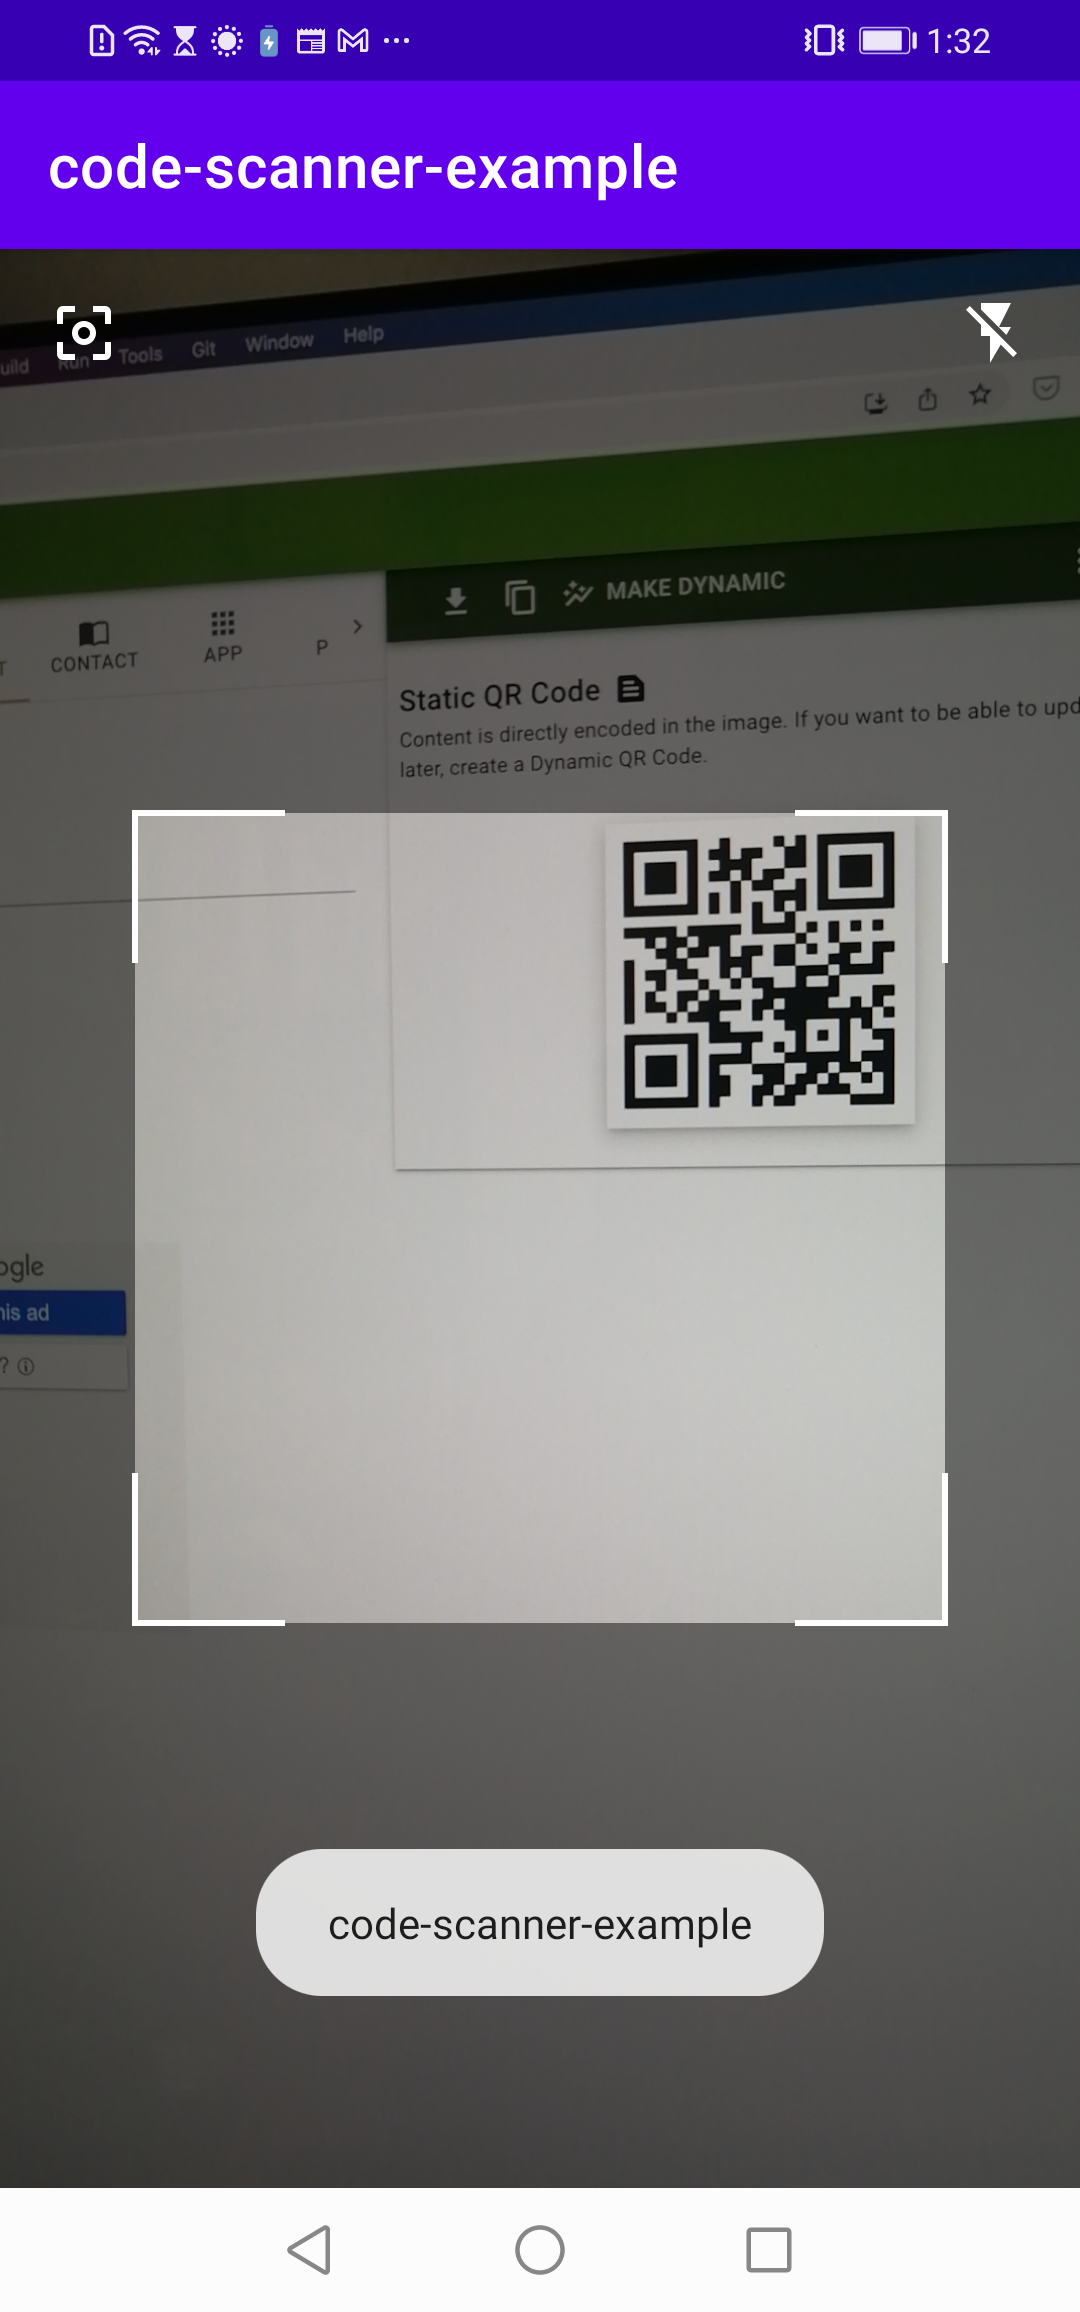 1:32
code-scanner-example
uild Run Tools Git Window Help
MAKE DYNAMIC
T CONTACT APP P
Static QR Code
Content is directly encoded in the image. If you want to be able to upd
later, create a Dynamic QR Code.
ogle
his ad
?
code-scanner-example